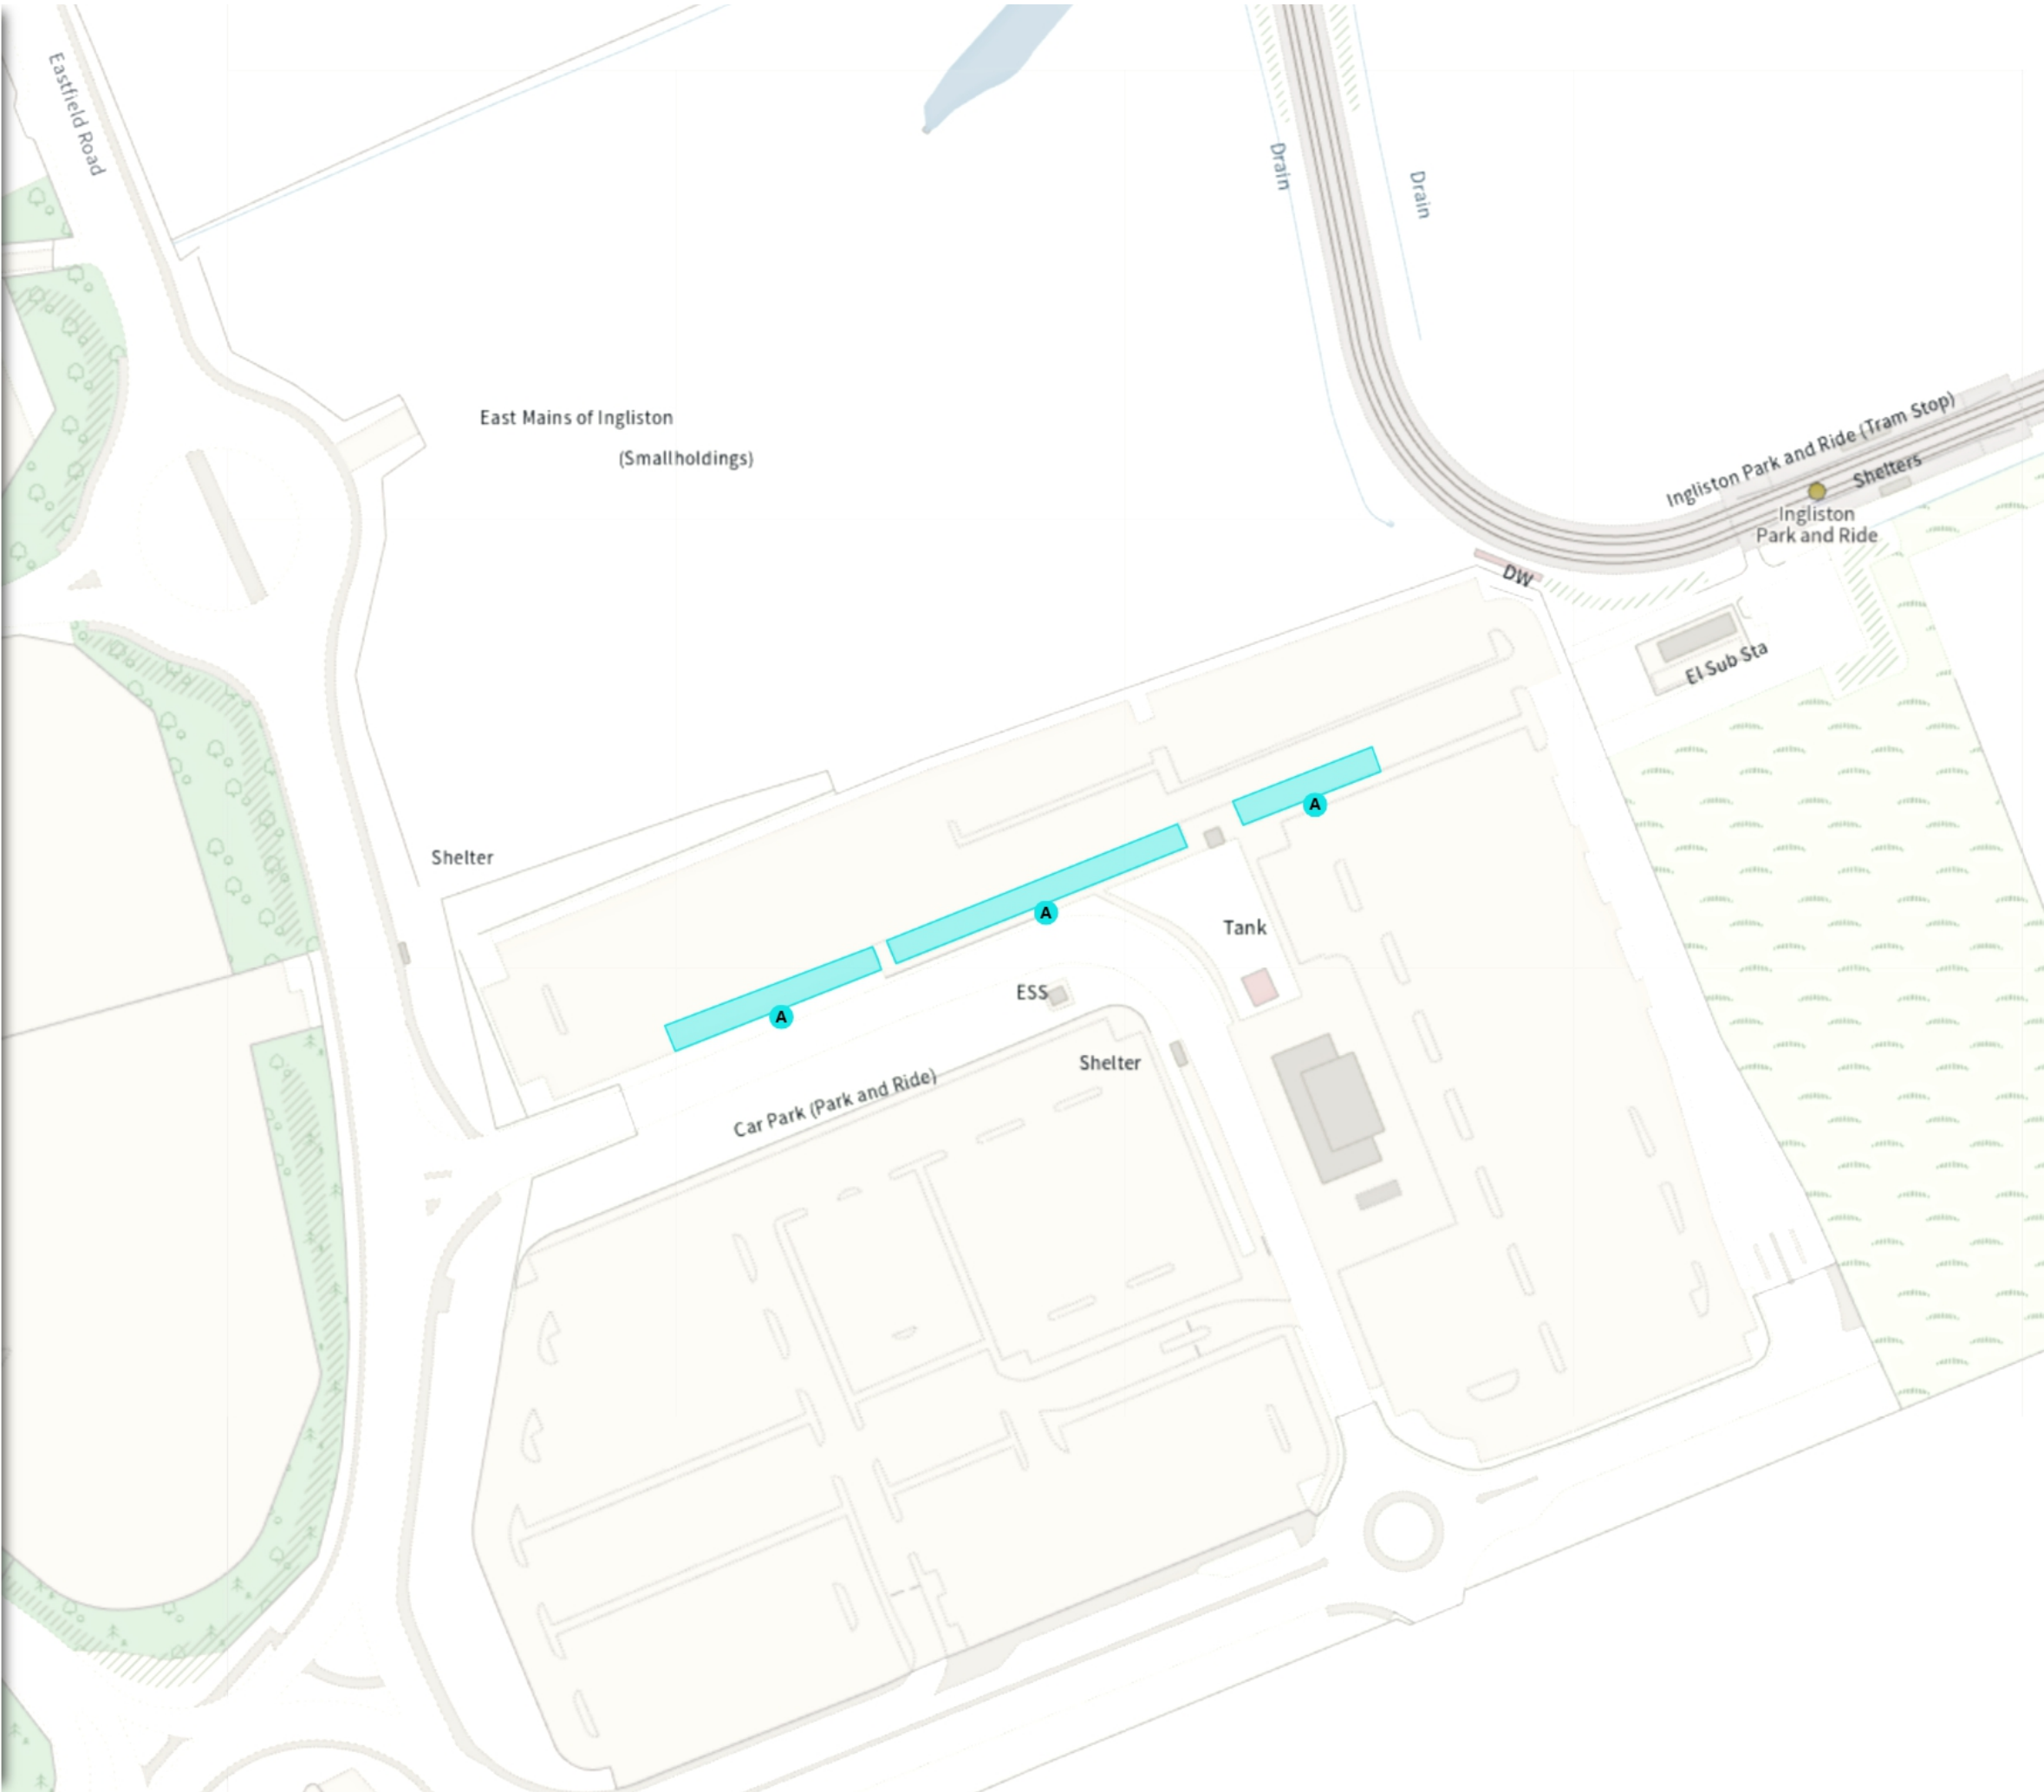 Eastfield Road
Drain
Drain
East Mains of Ingliston
(Smallholdings)
Ingliston Park and Ride (Tram Stop)
Shelters
Ingliston
Park and Ride
DW
El Sub Sta
A
Shelter
A
Tank
ESS
A
Shelter
Car Park (Park and Ride)